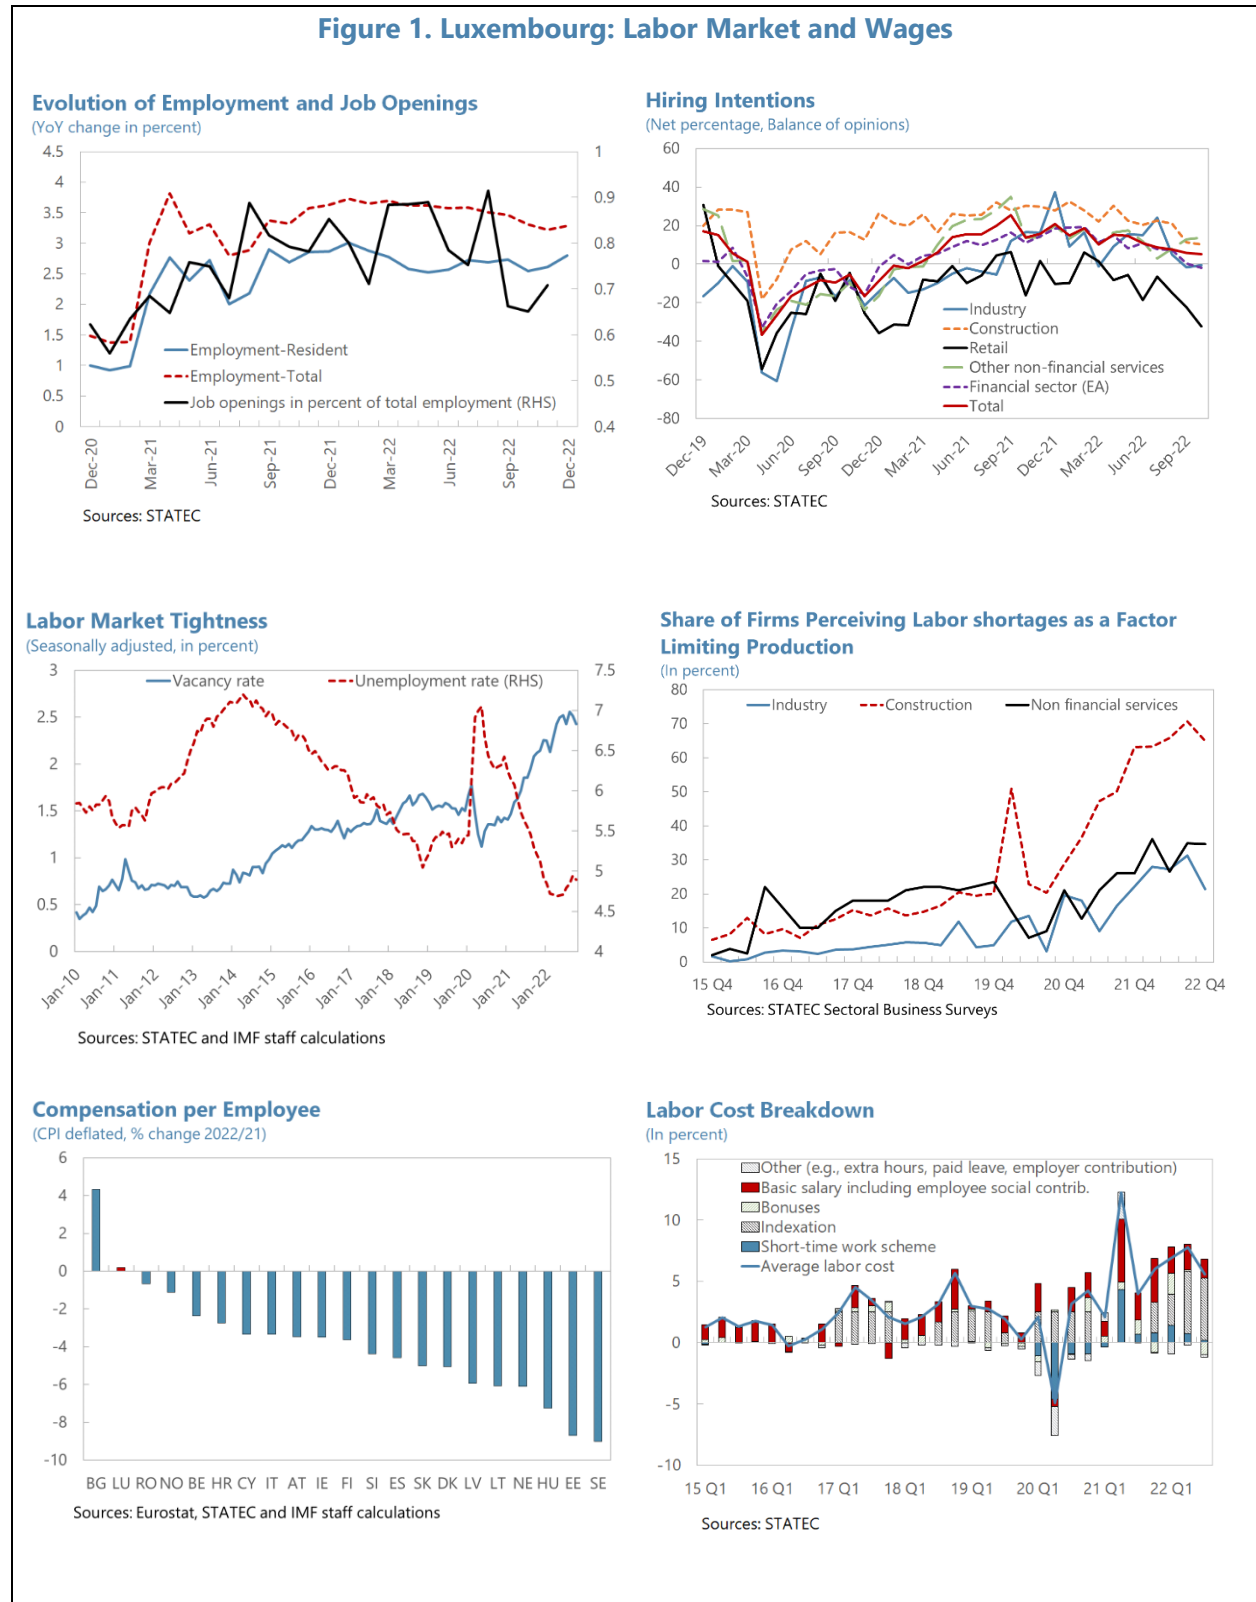 Figure 1. Luxembourg: Labor Market and Wages
Evolution of Employment and Job Openings
(YoY change in percent)
4.5
4
3.5
3
2.5
2
1.5
1
0.5
0
1
0.9
0.8
0.7
0.6
0.5
0.4
Employment-Resident
Employment-Total
Job openings in percent of total employment (RHS)
Dec-20
Mar-21
Jun-21
Sep-21
Dec-21
Mar-22
Jun-22
Sep-22
Dec-22
Sources: STATEC
Hiring Intentions
(Net percentage, Balance of opinions)
60
40
20
0
-20
-40
-60
-80
Industry
Construction
Retail
Other non-financial services
Financial sector (EA)
Total
Dec-19
Mar-20
Jun-20
Sep-20
Dec-20
Mar-21
Jun-21
Sep-21
Dec-21
Mar-22
Jun-22
Sep-22
Sources: STATEC
Labor Market Tightness
(Seasonally adjusted, in percent)
3
2.5
2
1.5
1
0.5
0
7.5
7
6.5
6
5.5
5
4.5
4
Vacancy rate
Unemployment rate (RHS)
Jan-10
Jan-11
Jan-12
Jan-13
Jan-14
Jan-15
Jan-16
Jan-17
Jan-18
Jan-19
Jan-20
Jan-21
Jan-22
Sources: STATEC and IMF staff calculations
Share of Firms Perceiving Labor shortages as a Factor
Limiting Production
(In percent)
80
70
60
50
40
30
20
10
0
Industry
Construction
Non financial services
15 Q4
16 Q4
17 Q4
18 Q4
19 Q4
20 Q4
21 Q4
22 Q4
Sources: STATEC Sectoral Business Surveys
Compensation per Employee
(CPI deflated, % change 2022/21)
6
4
2
0
-2
-4
-6
-8
-10
BG LU RO NO BE HR CY IT AT IE FI SI ES SK DK LV LT NE HU EE SE
Sources: Eurostat, STATEC and IMF staff calculations
Labor Cost Breakdown
(In percent)
15
10
5
0
-5
-10
Other (e.g., extra hours, paid leave, employer contribution)
Basic salary including employee social contrib.
Bonuses
Indexation
Short-time work scheme
Average labor cost
15 Q1
16 Q1
17 Q1
18 Q1
19 Q1
20 Q1
21 Q1
22 Q1
Sources: STATEC